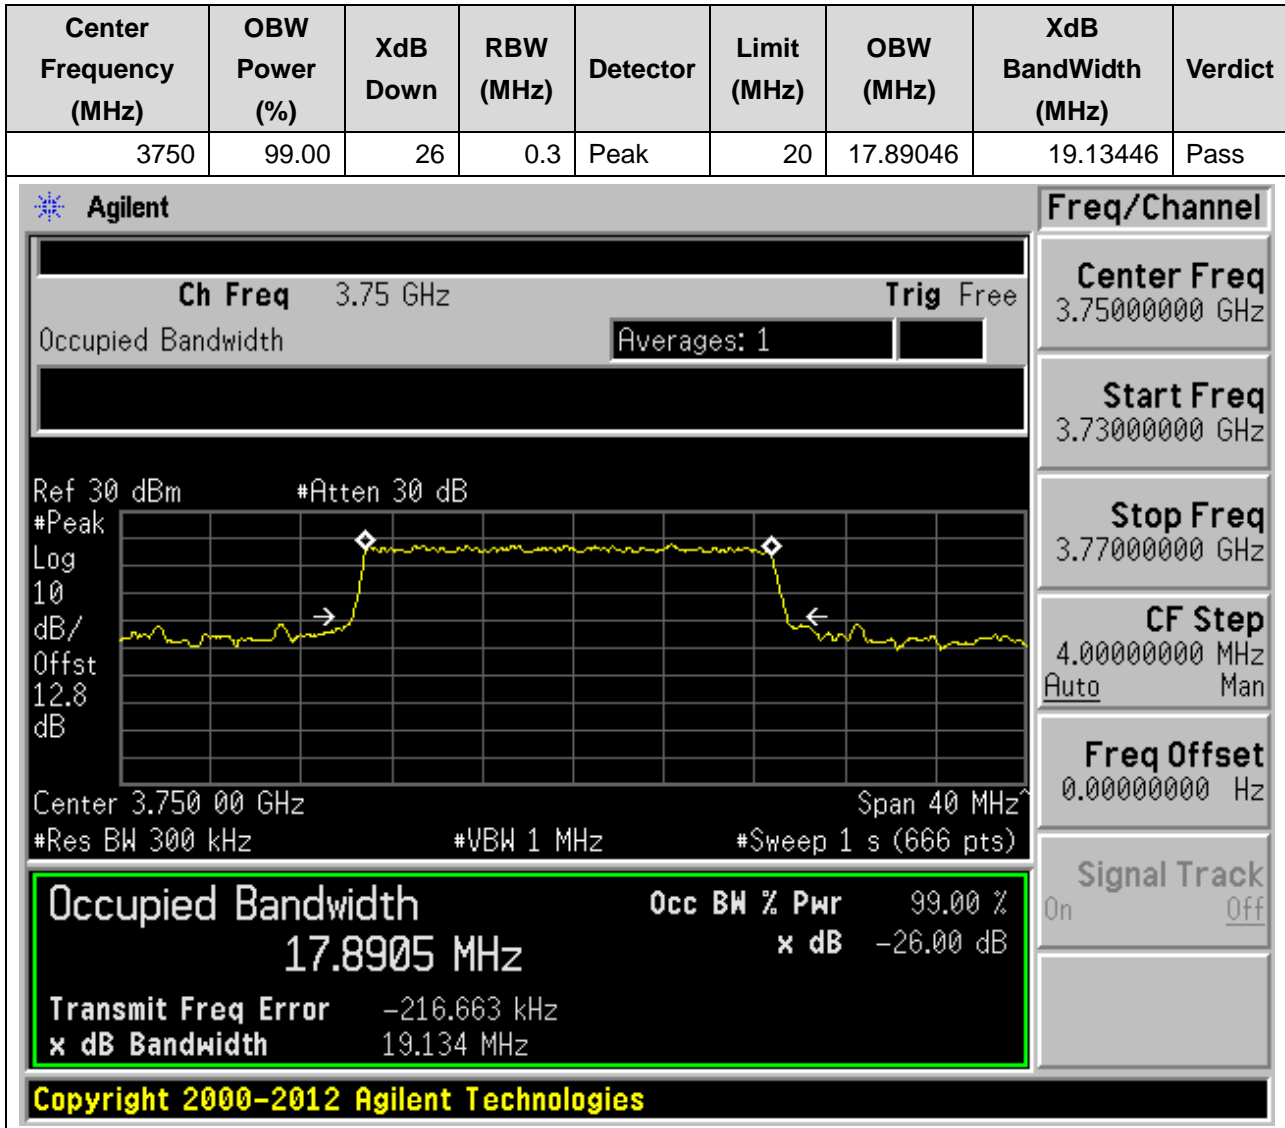 Center Frequency (MHz) OBW Power (%) XdB Down RBW (MHz) Detector Limit (MHz) OBW (MHz) XdB BandWidth (MHz) Verdict
3750 99.00 26 0.3 Peak 20 17.89046 19.13446 Pass
Agilent
Ch Freq 3.75 GHz Trig Free
Occupied Bandwidth Averages: 1
Ref 30 dBm #Atten 30 dB
#Peak
Log
10
dB/
Offst
12.8
dB
Center 3.750 00 GHz Span 40 MHz^
#Res BW 300 kHz #VBW 1 MHz #Sweep 1 s (666 pts)
Occupied Bandwidth Occ BW % Pwr 99.00 %
17.8905 MHz x dB -26.00 dB
Transmit Freq Error -216.663 kHz
x dB Bandwidth 19.134 MHz
Freq/Channel
Center Freq
3.75000000 GHz
Start Freq
3.73000000 GHz
Stop Freq
3.77000000 GHz
CF Step
4.00000000 MHz
Auto Man
Freq Offset
0.00000000 Hz
Signal Track
On Off
Copyright 2000-2012 Agilent Technologies